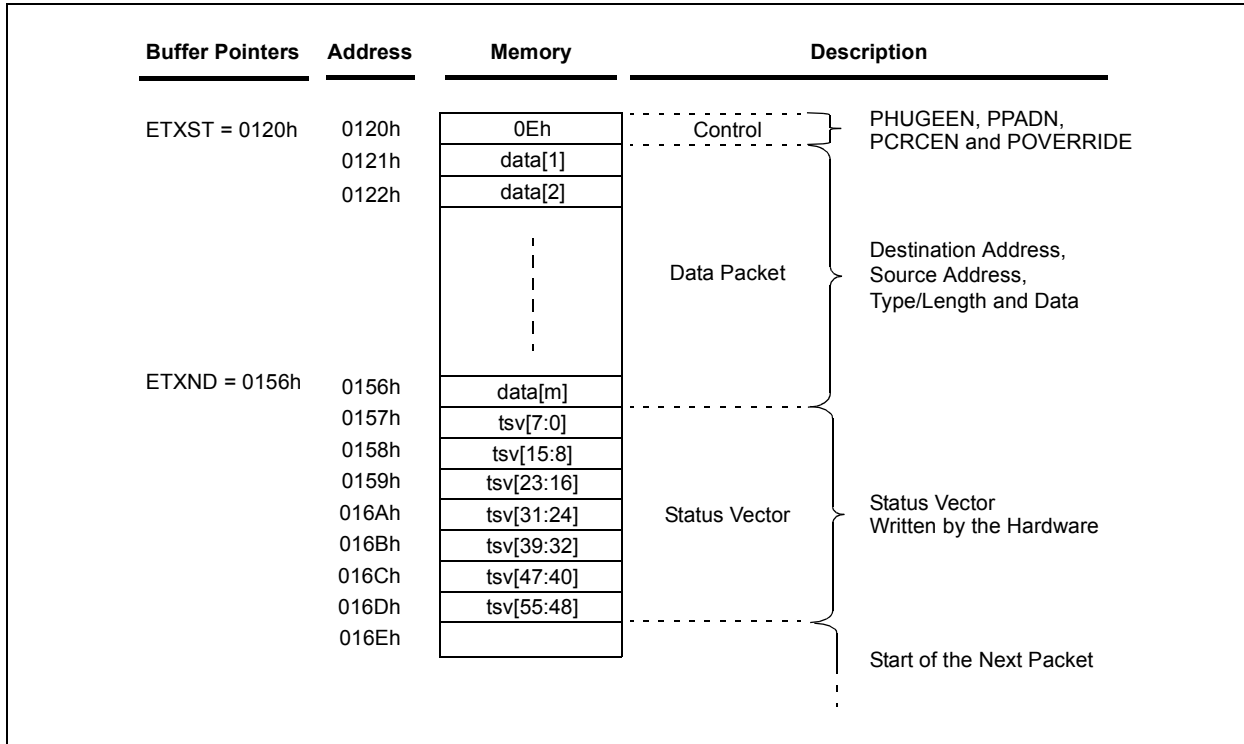 Buffer Pointers Address Memory Description
ETXST = 0120h 0120h 0Eh Control PHUGEEN, PPADN,
PCRCEN and POVERRIDE
0121h data[1]
0122h data[2]
Data Packet
Destination Address,
Source Address,
Type/Length and Data
ETXND = 0156h 0156h data[m]
0157h tsv[7:0]
0158h tsv[15:8]
0159h tsv[23:16]
016Ah tsv[31:24] Status Vector Status Vector
Written by the Hardware
016Bh tsv[39:32]
016Ch tsv[47:40]
016Dh tsv[55:48]
016Eh
Start of the Next Packet